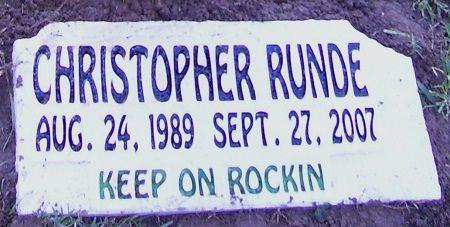 CHRISTOPHER RUNDE
AUG. 24, 1989 SEPT. 27, 2007
KEEP ON ROCKIN